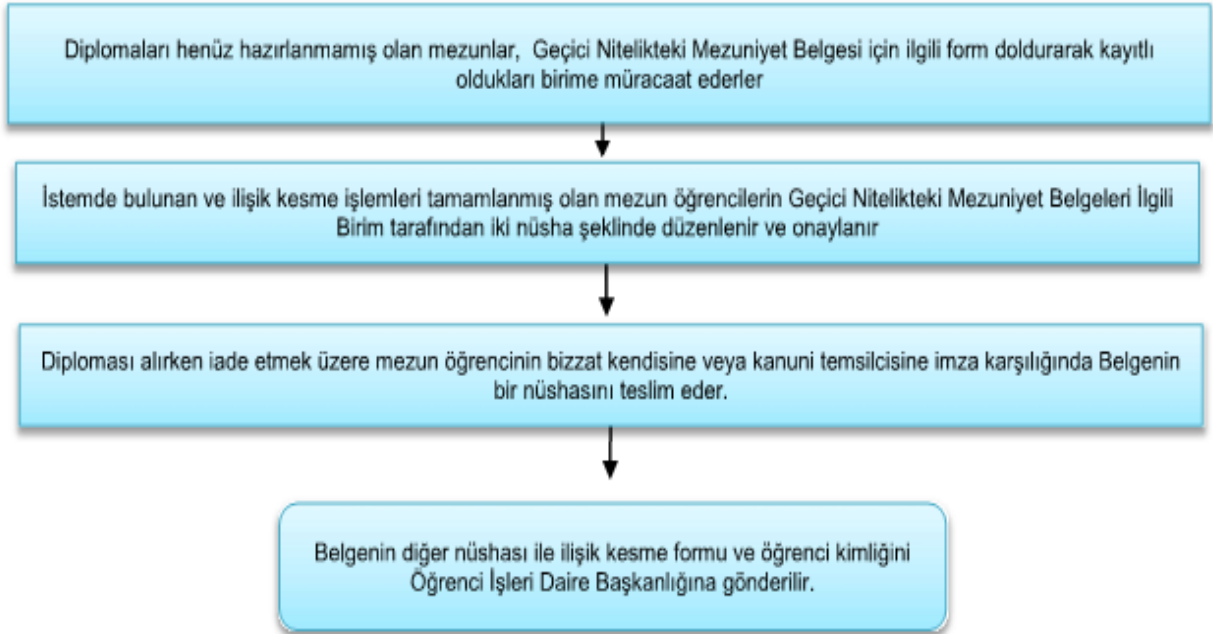 Diplomaları henüz hazırlanmamış olan mezunlar, Geçici Nitelikteki Mezuniyet Belgesi için ilgili form doldurarak kayıtlı
oldukları birime müracaat ederler
İstemde bulunan ve ilişik kesme işlemleri tamamlanmış olan mezun öğrencilerin Geçici Nitelikteki Mezuniyet Belgeleri İlgili
Birim tarafından iki nüsha şeklinde düzenlenir ve onaylanır
Diploması alırken iade etmek üzere mezun öğrencinin bizzat kendisine veya kanuni temsilcisine imza karşılığında Belgenin
bir nüshasını teslim eder.
Belgenin diğer nüshası ile ilişik kesme formu ve öğrenci kimliğini
Öğrenci İşleri Daire Başkanlığına gönderilir.